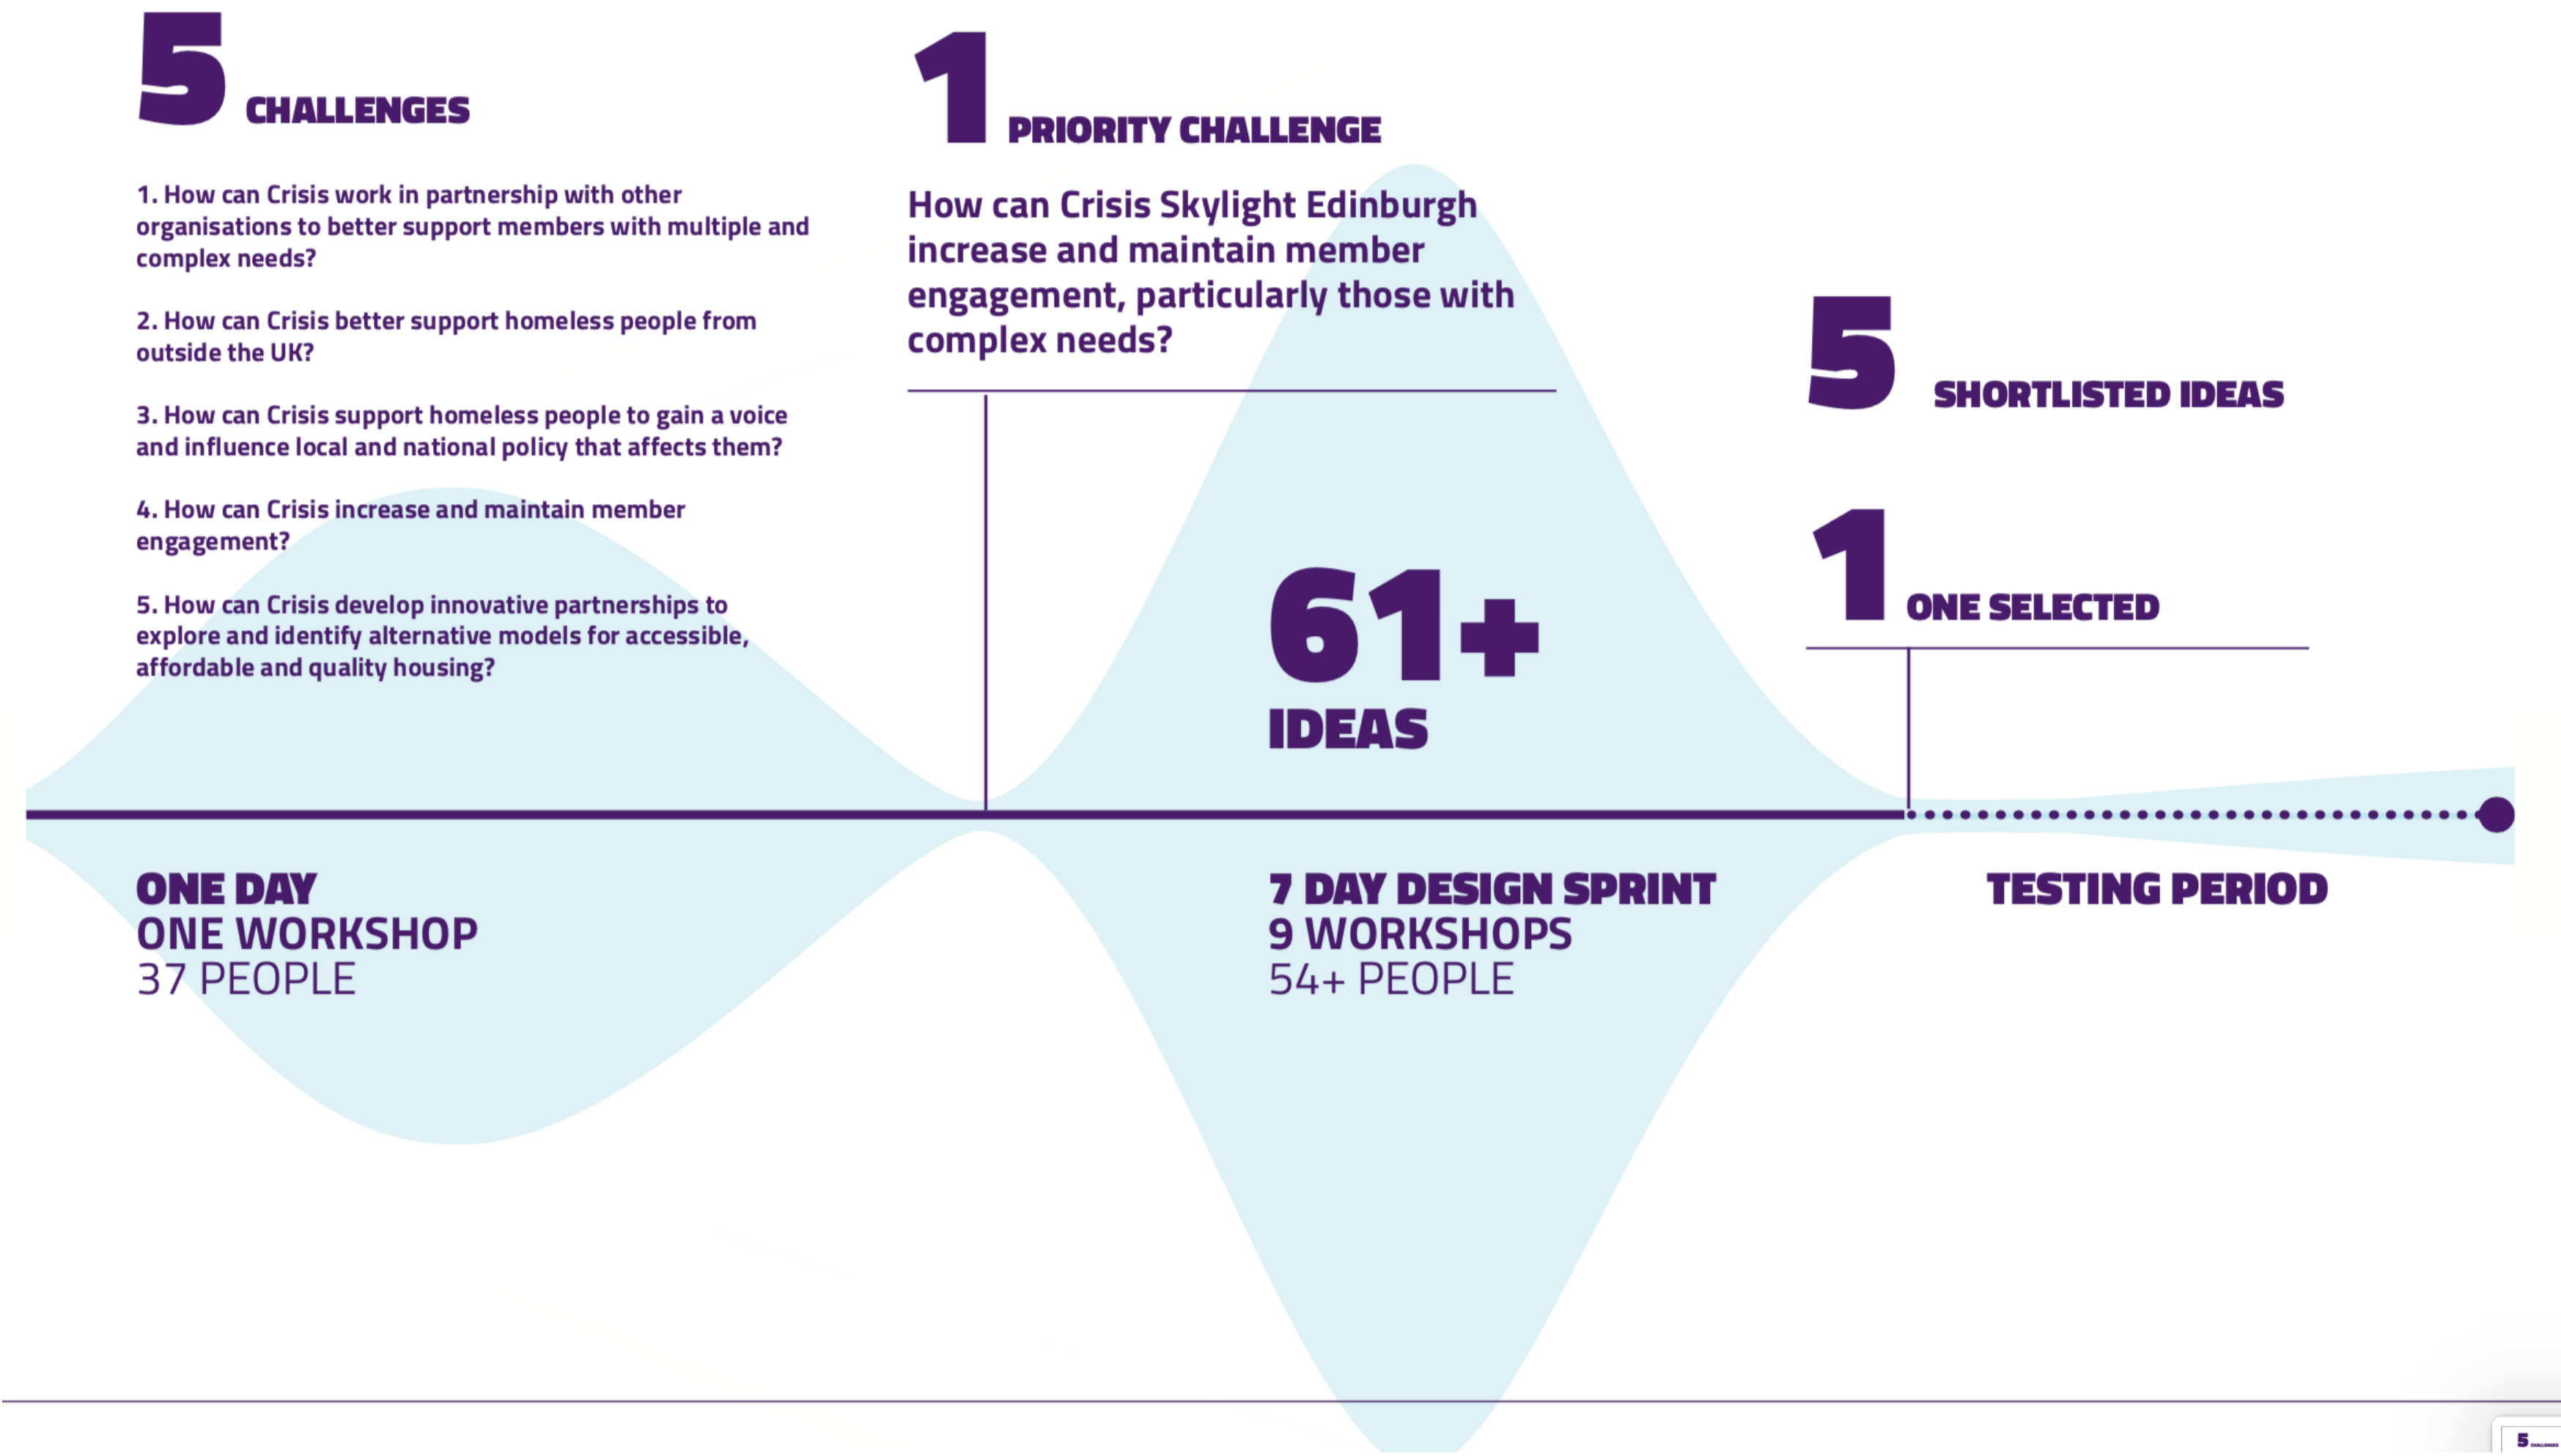 5 CHALLENGES
1. How can Crisis work in partnership with other
organisations to better support members with multiple and
complex needs?
2. How can Crisis better support homeless people from
outside the UK?
3. How can Crisis support homeless people to gain a voice
and influence local and national policy that affects them?
4. How can Crisis increase and maintain member
engagement?
5. How can Crisis develop innovative partnerships to
explore and identify alternative models for accessible,
affordable and quality housing?
1 PRIORITY CHALLENGE
How can Crisis Skylight Edinburgh
increase and maintain member
engagement, particularly those with
complex needs?
61+
IDEAS
5 SHORTLISTED IDEAS
1 ONE SELECTED
ONE DAY
ONE WORKSHOP
37 PEOPLE
7 DAY DESIGN SPRINT
9 WORKSHOPS
54+ PEOPLE
TESTING PERIOD
5 CHALLENGES